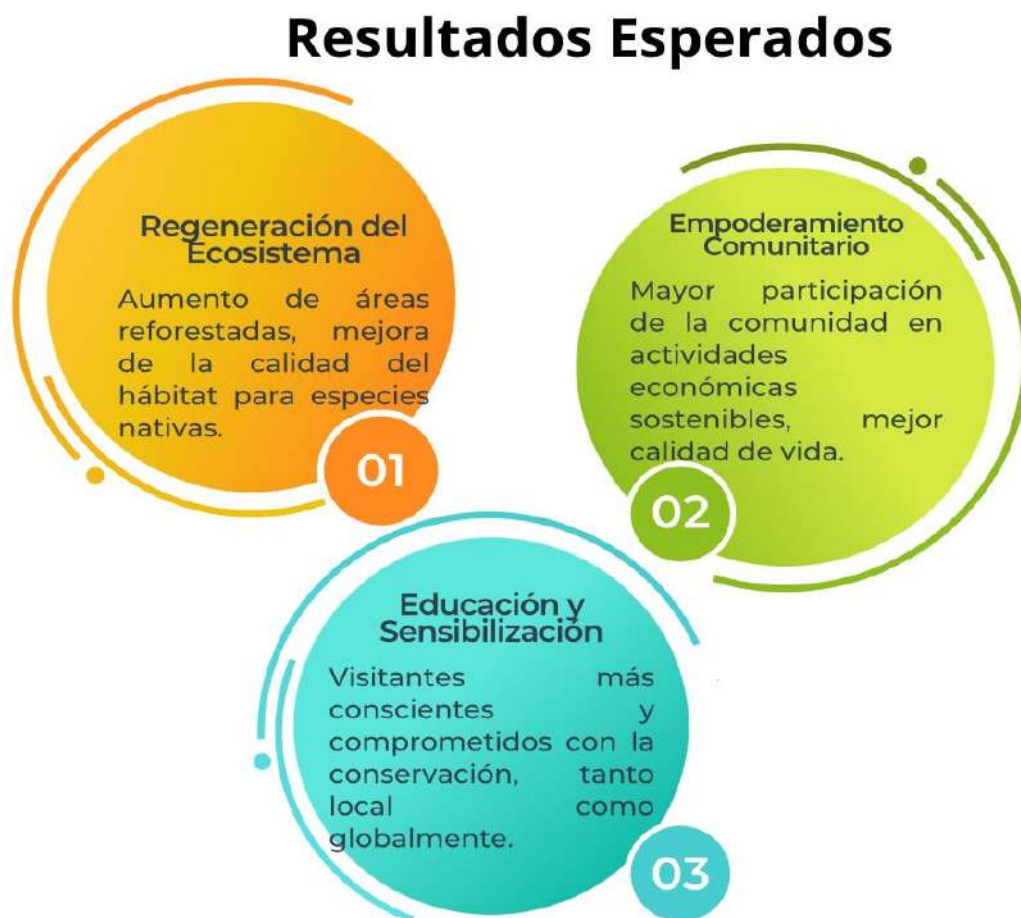 Resultados Esperados
Regeneración del
Ecosistema
Aumento de áreas
reforestadas, mejora
de la calidad del
hábitat para especies
nativas.
01
Empoderamiento
Comunitario
Mayor participación
de la comunidad en
actividades
económicas
sostenibles, mejor
calidad de vida.
02
Educación y
Sensibilización
Visitantes más
conscientes y
comprometidos con la
conservación, tanto
local como
globalmente.
03